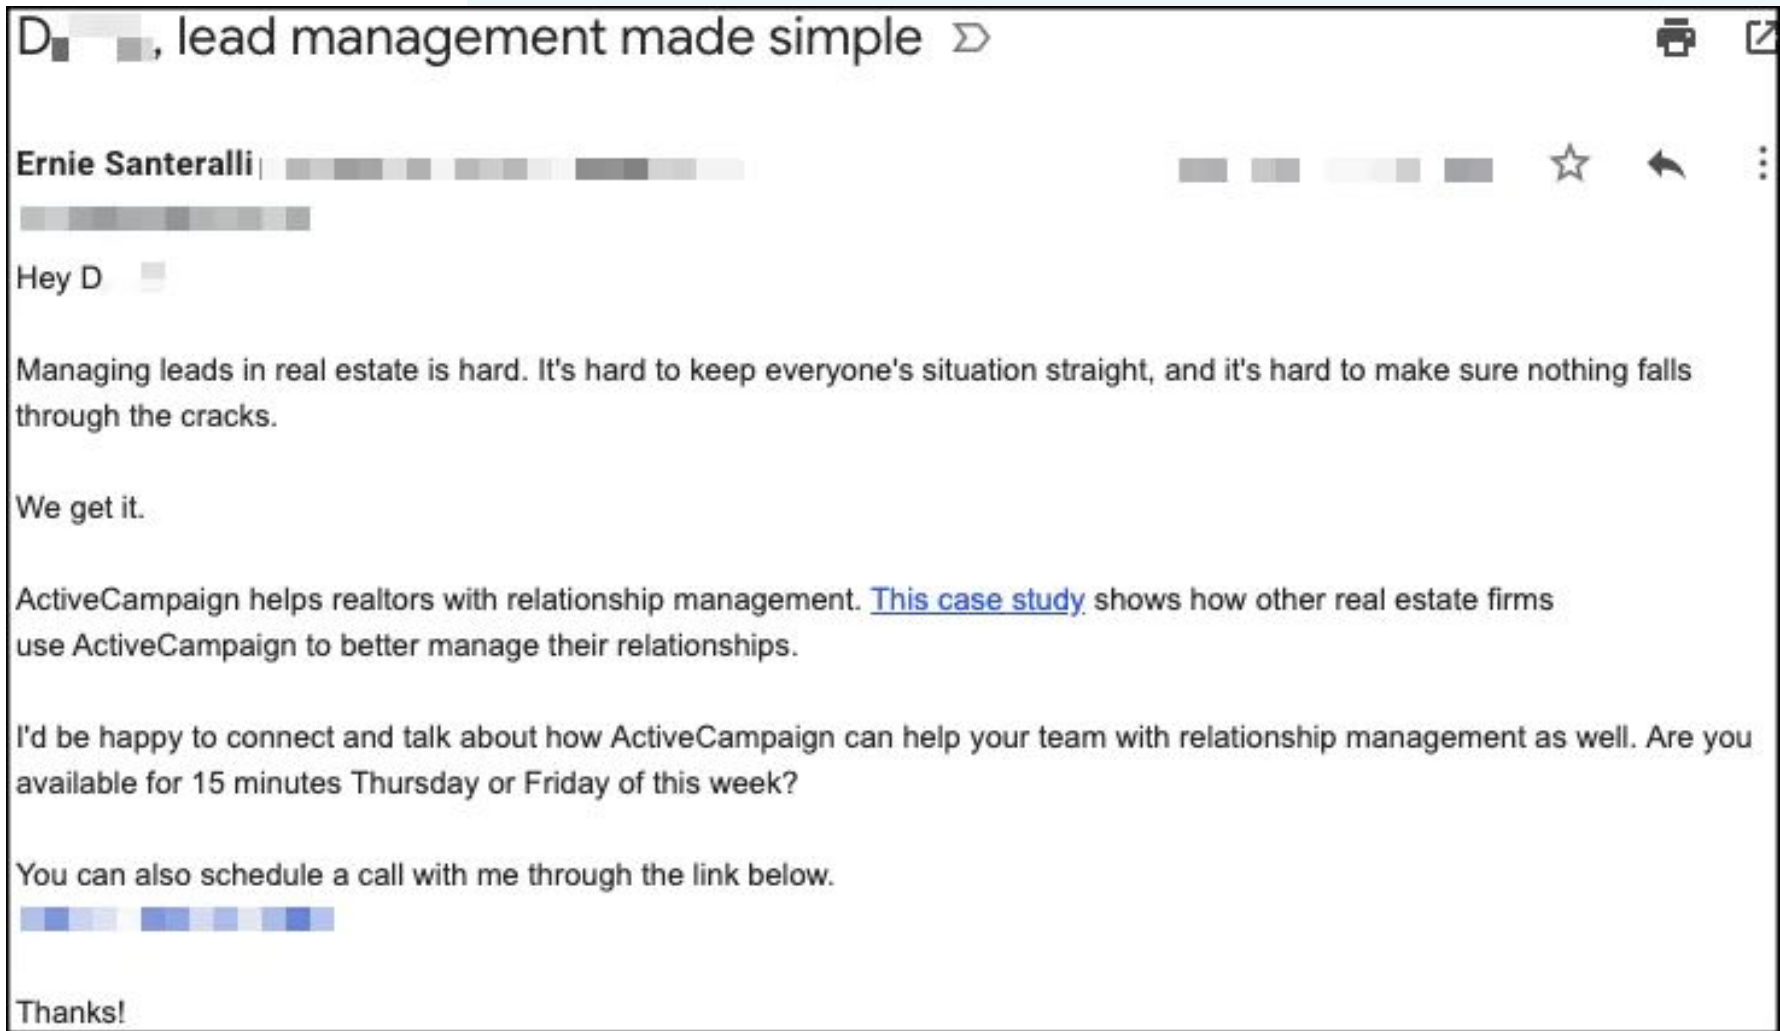 D , lead management made simple
Ernie Santeralli
Hey D
Managing leads in real estate is hard. It's hard to keep everyone's situation straight, and it's hard to make sure nothing falls
through the cracks.
We get it.
ActiveCampaign helps realtors with relationship management. This case study shows how other real estate firms
use ActiveCampaign to better manage their relationships.
I'd be happy to connect and talk about how ActiveCampaign can help your team with relationship management as well. Are you
available for 15 minutes Thursday or Friday of this week?
You can also schedule a call with me through the link below.
Thanks!